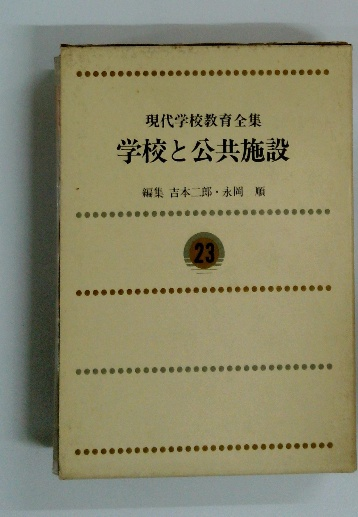 現代学校教育全集
学校と公共施設
編集 吉本二郎・永岡 順
23